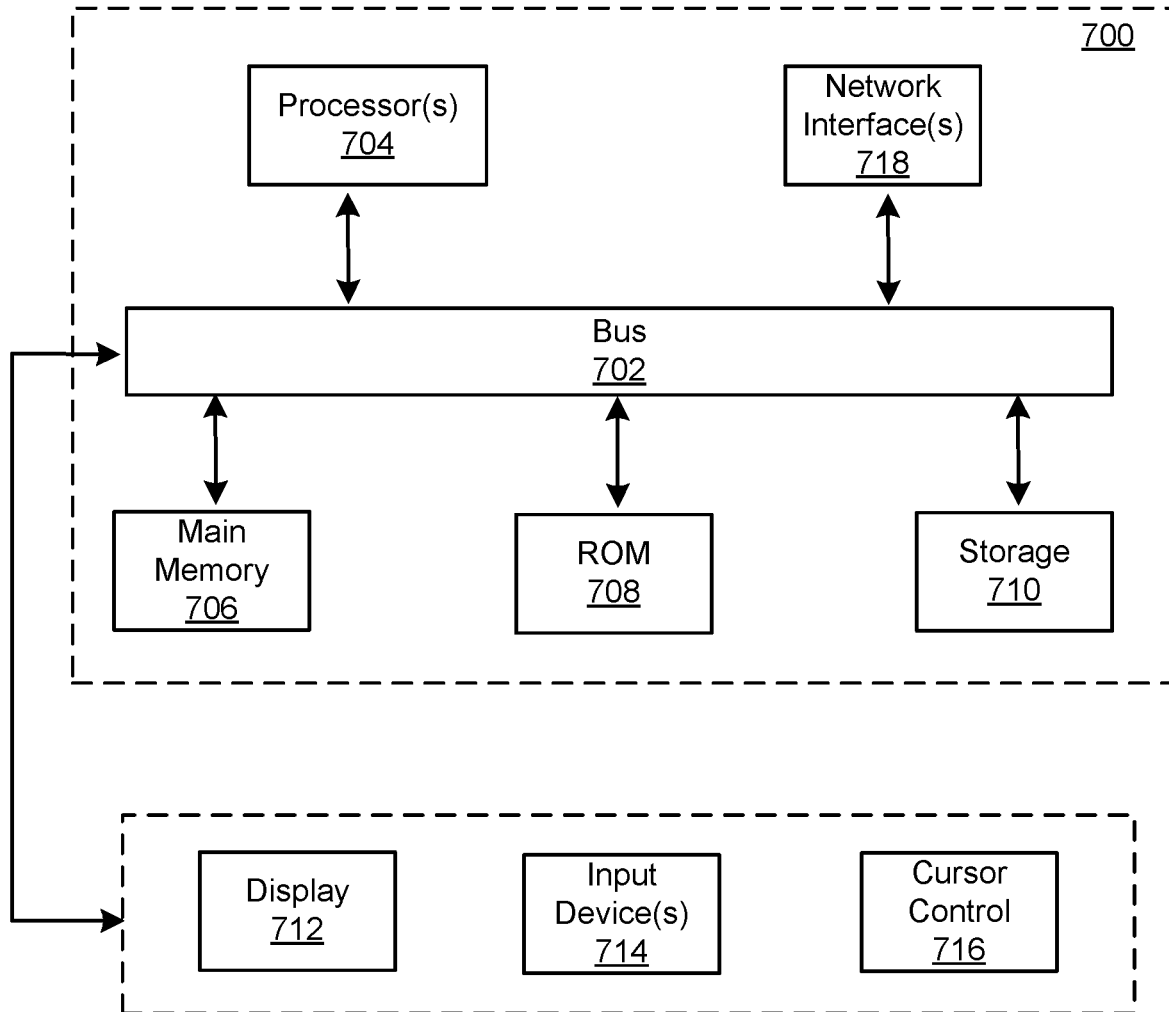 700
Processor(s)
704
Network
Interface(s)
718
Bus
702
Main
Memory
706
ROM
708
Storage
710
Display
712
Input
Device(s)
714
Cursor
Control
716